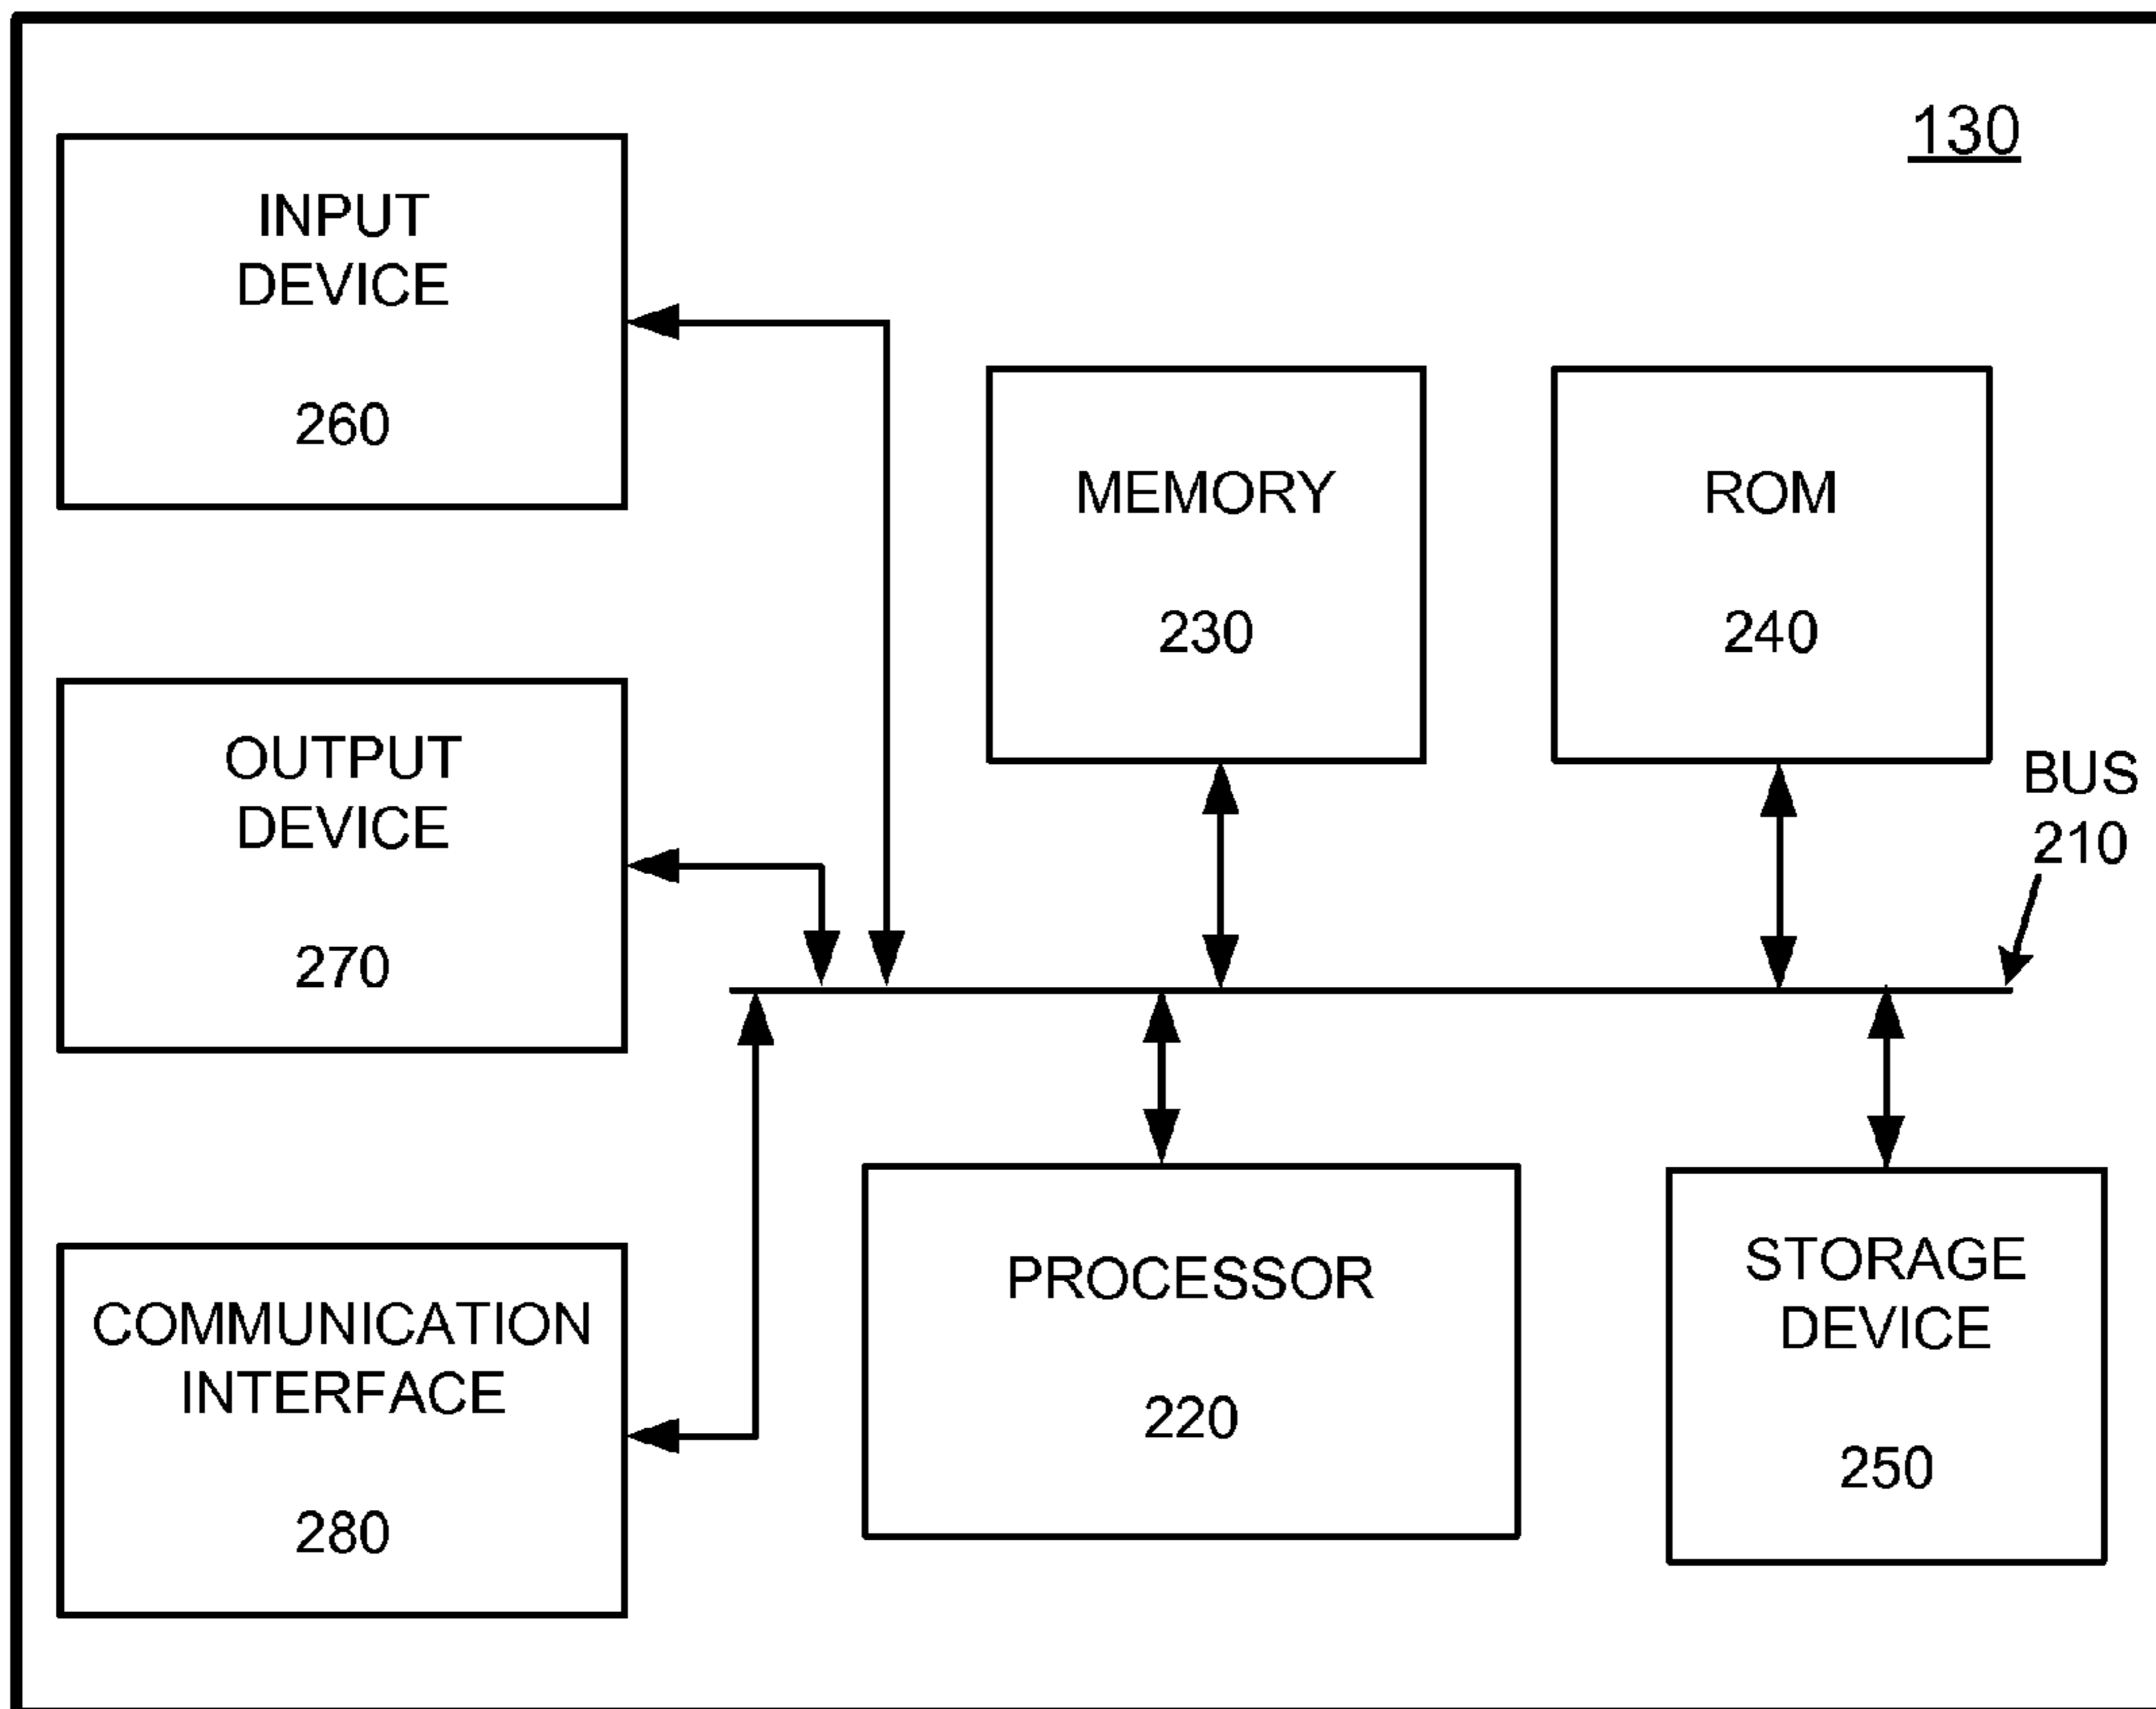 130
INPUT
DEVICE
260
MEMORY
230
ROM
240
OUTPUT
DEVICE
270
BUS
210
COMMUNICATION
INTERFACE
280
PROCESSOR
220
STORAGE
DEVICE
250